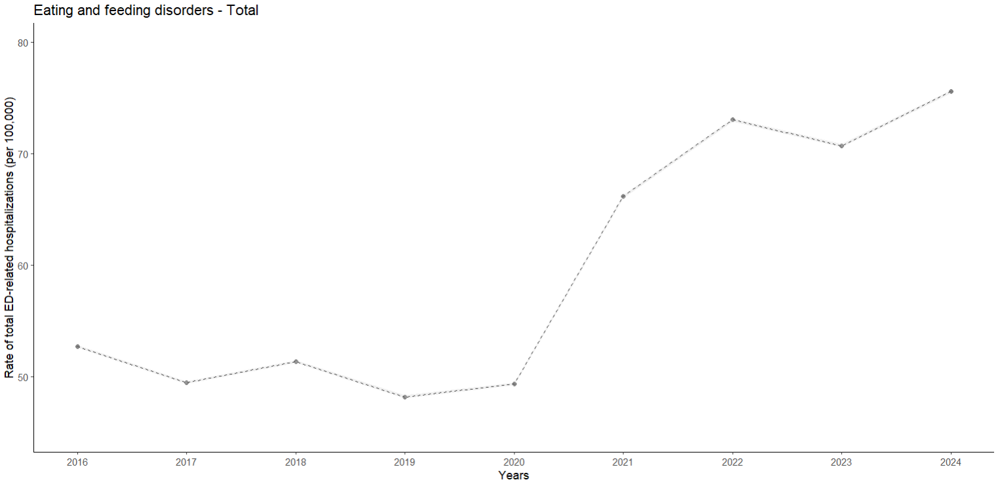 Eating and feeding disorders - Total
Rate of total ED-related hospitalizations (per 100,000)
80
70
60
50
2016 2017 2018 2019 2020 2021 2022 2023 2024
Years